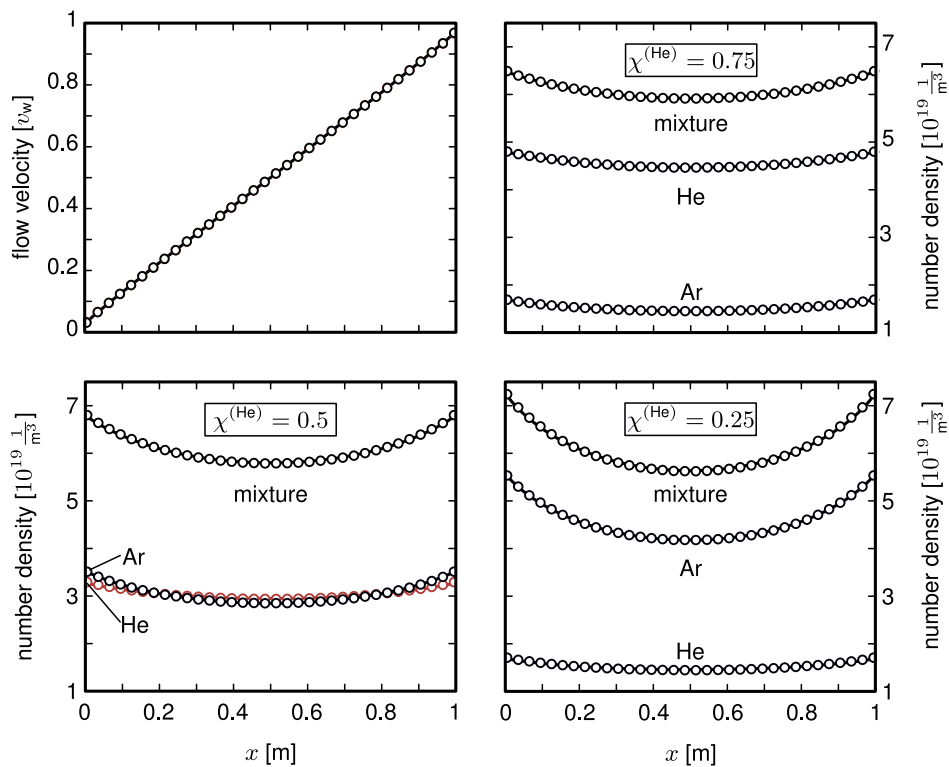 1
0.8
0.6
0.4
0.2
0
flow velocity [v_w]
χ^(He) = 0.75
mixture
He
Ar
7
5
3
1
number density [10^19 1/m^3]
7
5
3
1
number density [10^19 1/m^3]
χ^(He) = 0.5
mixture
Ar
He
0 0.2 0.4 0.6 0.8 1
x [m]
χ^(He) = 0.25
mixture
Ar
He
7
5
3
1
number density [10^19 1/m^3]
0 0.2 0.4 0.6 0.8 1
x [m]